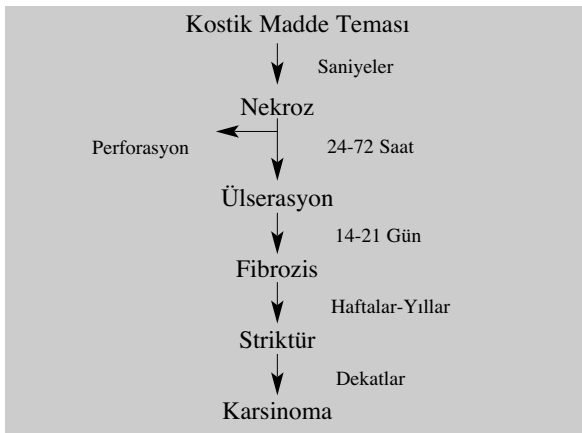 Kostik Madde Teması
Saniyeler
Nekroz
Perforasyon
24-72 Saat
Ülserasyon
14-21 Gün
Fibrozis
Haftalar-Yıllar
Striktür
Dekatlar
Karsinoma